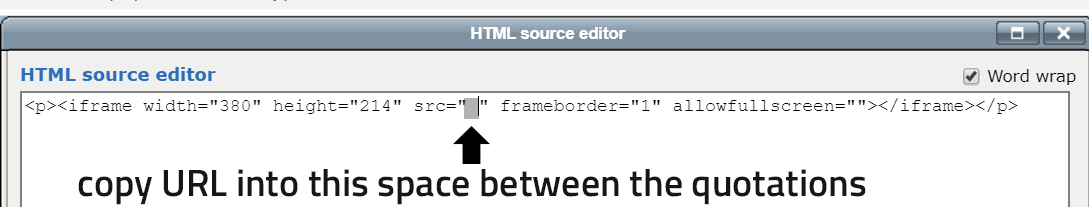 HTML source editor
HTML source editor
Word wrap
<p><iframe width="380" height="214" src=" " frameborder="1" allowfullscreen=""></iframe></p>
copy URL into this space between the quotations